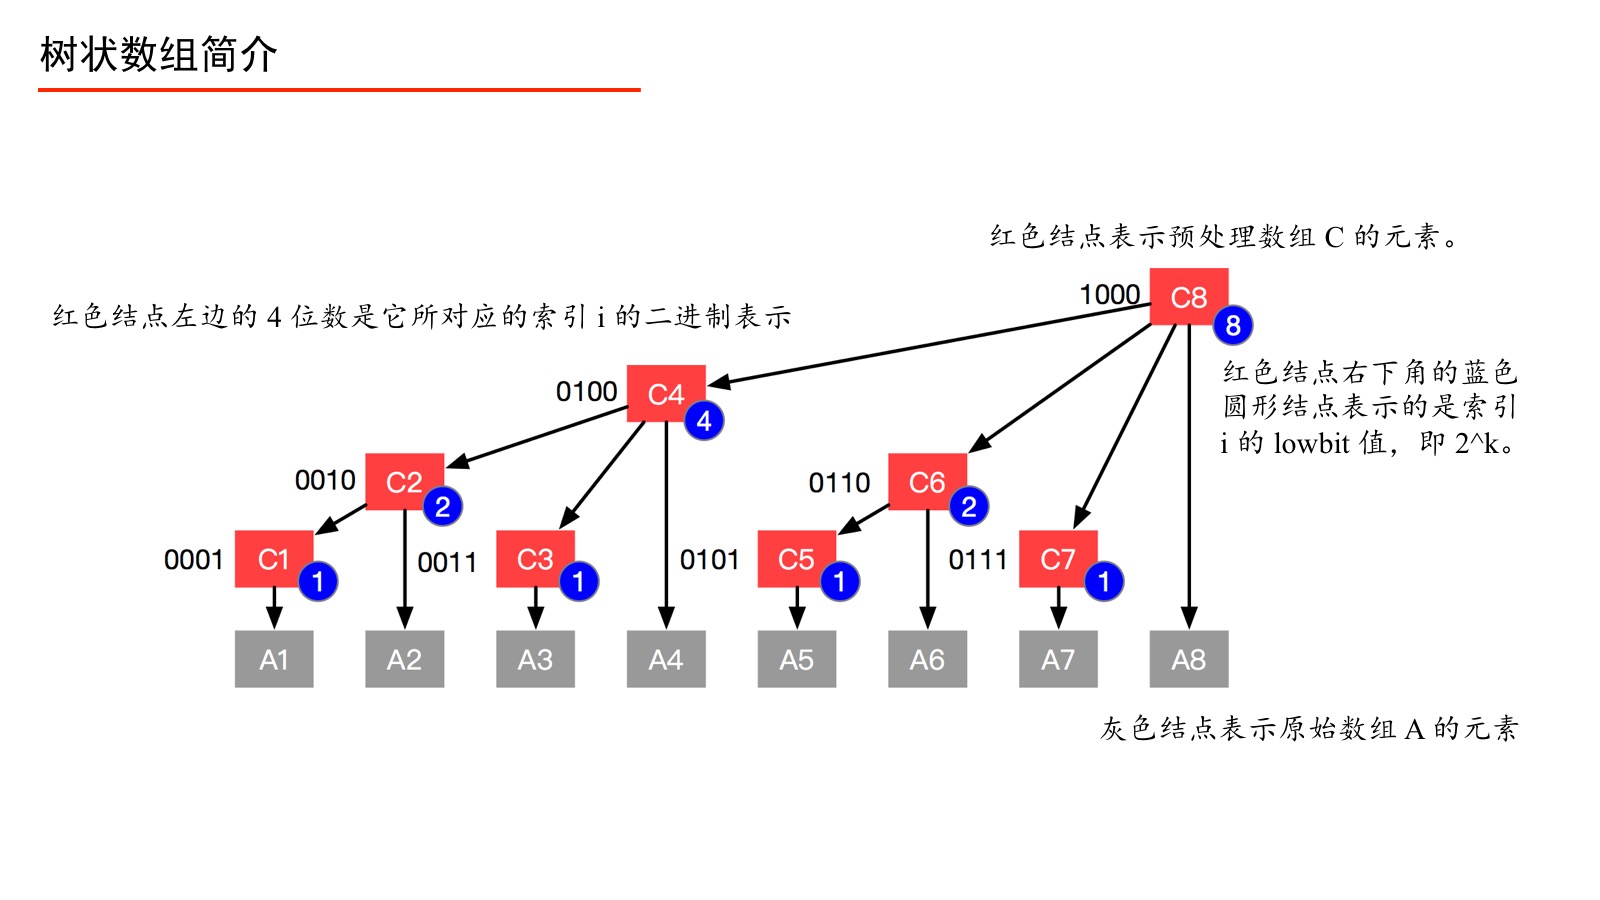 树状数组简介
红色结点表示预处理数组 C 的元素。
1000 C8
8
红色结点左边的 4 位数是它所对应的索引 i 的二进制表示
红色结点右下角的蓝色
圆形结点表示的是索引
i 的 lowbit 值，即 2^k。
0100 C4
4
0010 C2
2
0110 C6
2
0001 C1
1
0011 C3
1
0101 C5
1
0111 C7
1
A1 A2 A3 A4 A5 A6 A7 A8
灰色结点表示原始数组 A 的元素